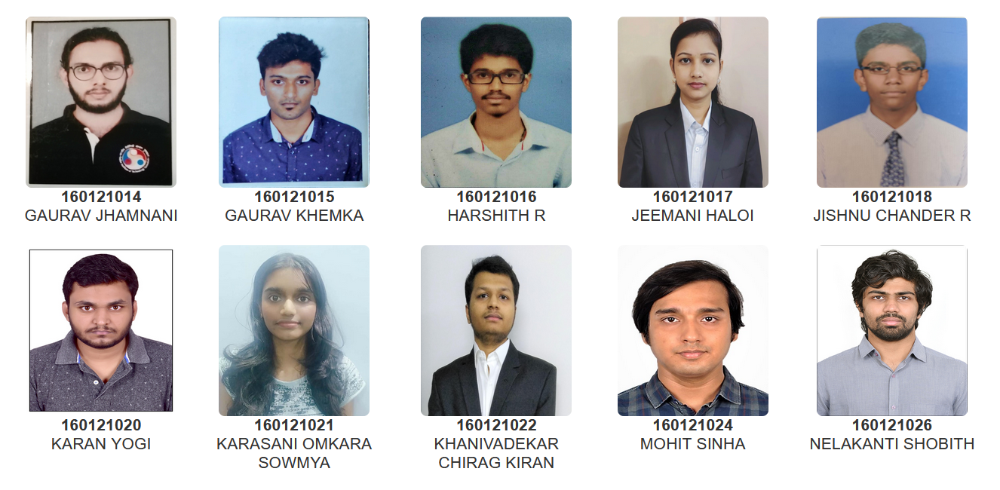 160121014
GAURAV JHAMNANI
160121015
GAURAV KHEMKA
160121016
HARSHITH R
160121017
JEEMANI HALOI
160121018
JISHNU CHANDER R
160121020
KARAN YOGI
160121021
KARASANI OMKARA
SOWMYA
160121022
KHANIVADEKAR
CHIRAG KIRAN
160121024
MOHIT SINHA
160121026
NELAKANTI SHOBITH